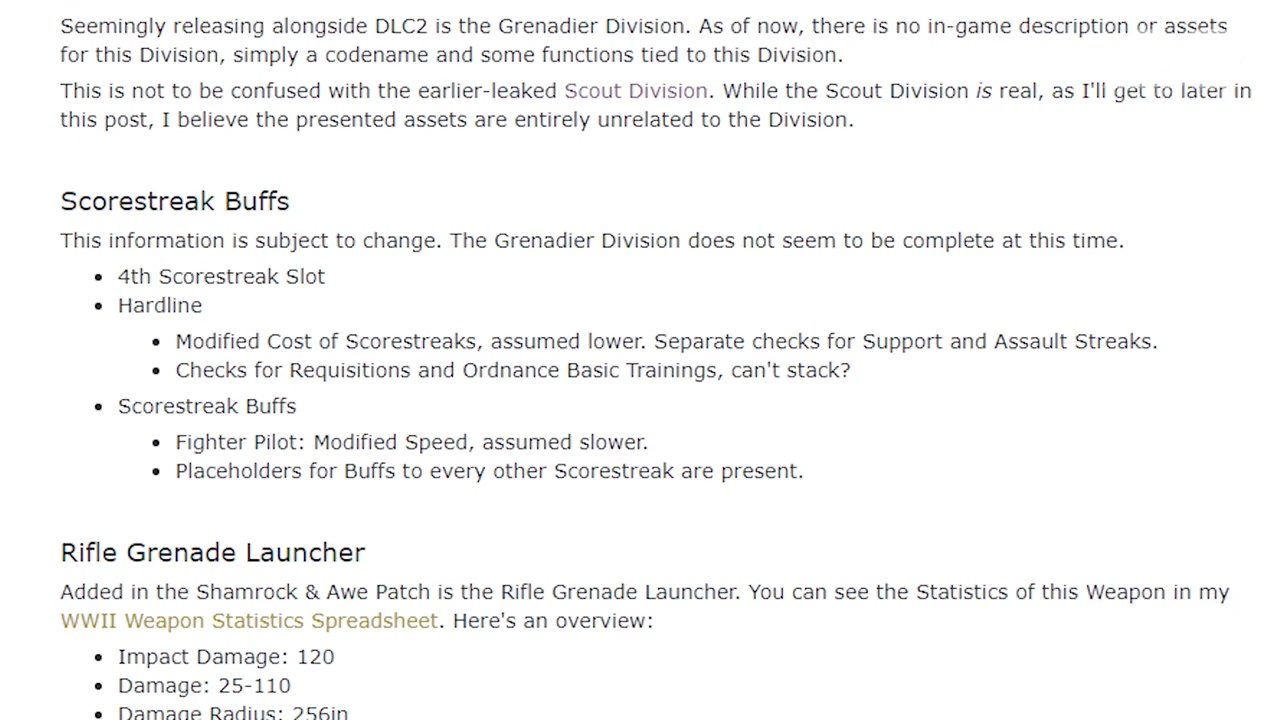 Seemingly releasing alongside DLC2 is the Grenadier Division. As of now, there is no in-game description or assets
for this Division, simply a codename and some functions tied to this Division.
This is not to be confused with the earlier-leaked Scout Division. While the Scout Division is real, as I'll get to later in
this post, I believe the presented assets are entirely unrelated to the Division.
Scorestreak Buffs
This information is subject to change. The Grenadier Division does not seem to be complete at this time.
• 4th Scorestreak Slot
• Hardline
• Modified Cost of Scorestreaks, assumed lower. Separate checks for Support and Assault Streaks.
• Checks for Requisitions and Ordnance Basic Trainings, can't stack?
• Scorestreak Buffs
• Fighter Pilot: Modified Speed, assumed slower.
• Placeholders for Buffs to every other Scorestreak are present.
Rifle Grenade Launcher
Added in the Shamrock & Awe Patch is the Rifle Grenade Launcher. You can see the Statistics of this Weapon in my
WWII Weapon Statistics Spreadsheet. Here's an overview:
• Impact Damage: 120
• Damage: 25-110
• Damage Radius: 256in